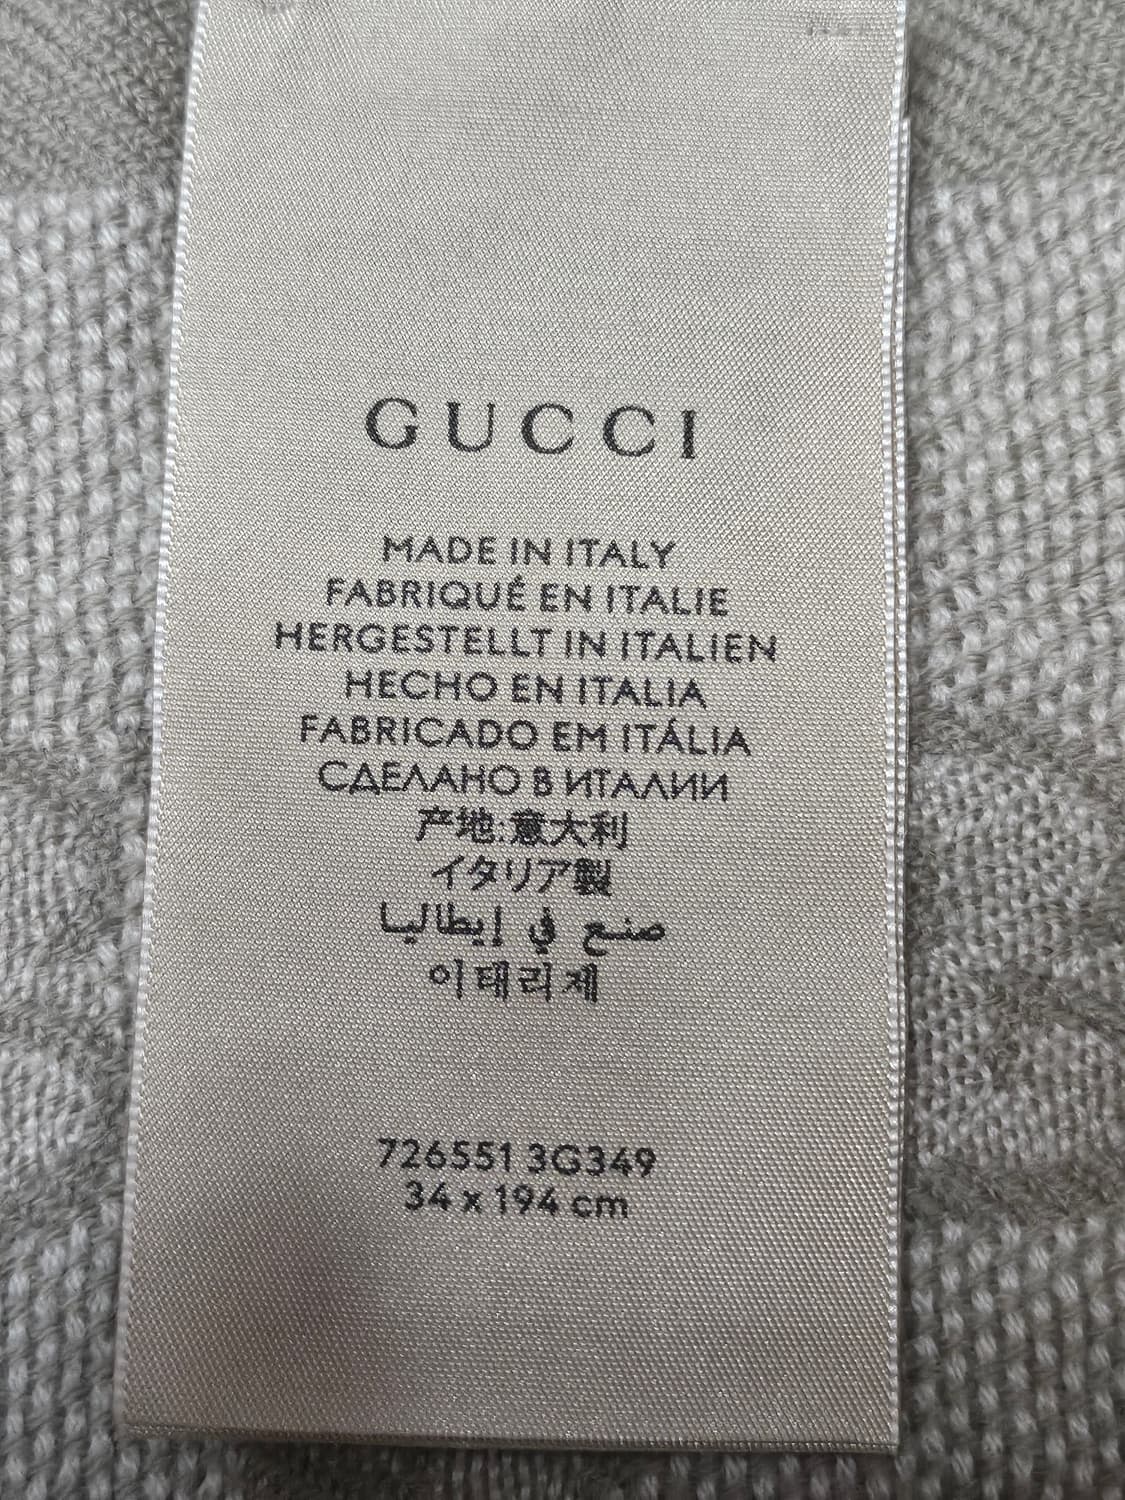 GUCCI
MADE IN ITALY
FABRIQUÉ EN ITALIE
HERGESTELLT IN ITALIEN
HECHO EN ITALIA
FABRICADO EM ITÁLIA
СДЕЛАНО В ИТАЛИИ
产地:意大利
イタリア製
صنع في إيطاليا
이태리제
726551 3G349
34 x 194 cm